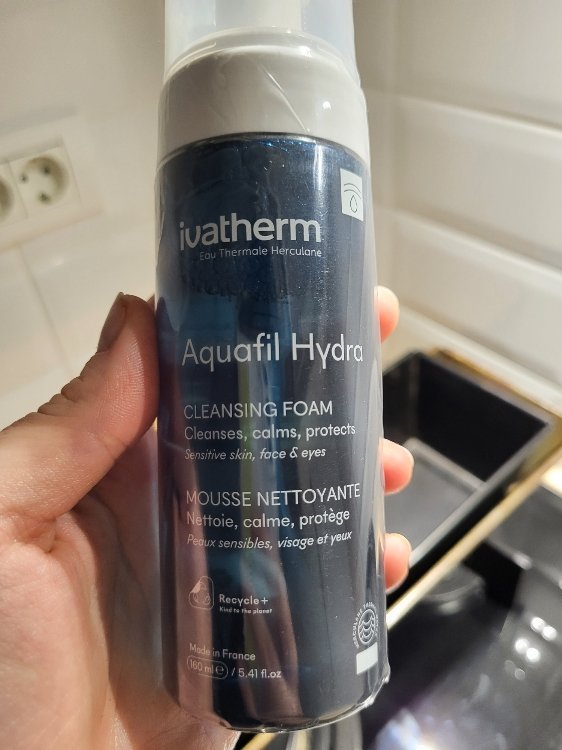 ivatherm
Eau Thermale Herculane
Aquafil Hydra
CLEANSING FOAM
Cleanses, calms, protects
Sensitive skin, face & eyes
MOUSSE NETTOYANTE
Nettoie, calme, protège
Peaux sensibles, visage et yeux
Recycle+
Kind to the planet
Made in France
160 ml ℮ / 5.41 fl.oz